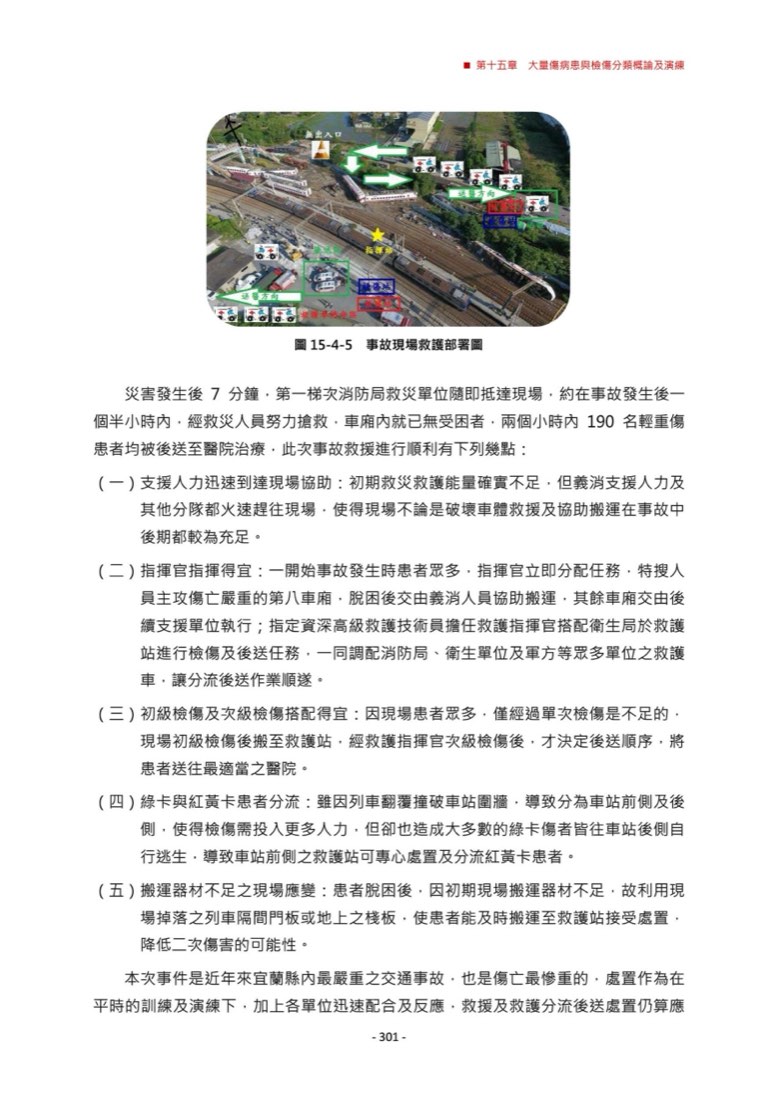 ■ 第十五章　大量傷病患與檢傷分類概論及演練
進出入口
送醫方向
指揮站
送醫方向
圖 15-4-5　事故現場救護部署圖
災害發生後 7 分鐘，第一梯次消防局救災單位隨即抵達現場，約在事故發生後一
個半小時內，經救災人員努力搶救，車廂內就已無受困者，兩個小時內 190 名輕重傷
患者均被後送至醫院治療，此次事故救援進行順利有下列幾點：
（一）支援人力迅速到達現場協助：初期救災救護能量確實不足，但義消支援人力及
其他分隊都火速趕往現場，使得現場不論是破壞車體救援及協助搬運在事故中
後期都較為充足。
（二）指揮官指揮得宜：一開始事故發生時患者眾多，指揮官立即分配任務，特搜人
員主攻傷亡嚴重的第八車廂，脫困後交由義消人員協助搬運，其餘車廂交由後
續支援單位執行；指定資深高級救護技術員擔任救護指揮官搭配衛生局於救護
站進行檢傷及後送任務，一同調配消防局、衛生單位及軍方等眾多單位之救護
車，讓分流後送作業順遂。
（三）初級檢傷及次級檢傷搭配得宜：因現場患者眾多，僅經過單次檢傷是不足的，
現場初級檢傷後搬至救護站，經救護指揮官次級檢傷後，才決定後送順序，將
患者送往最適當之醫院。
（四）綠卡與紅黃卡患者分流：雖因列車翻覆撞破車站圍牆，導致分為車站前側及後
側，使得檢傷需投入更多人力，但卻也造成大多數的綠卡傷者皆往車站後側自
行逃生，導致車站前側之救護站可專心處置及分流紅黃卡患者。
（五）搬運器材不足之現場應變：患者脫困後，因初期現場搬運器材不足，故利用現
場掉落之列車隔間門板或地上之棧板，使患者能及時搬運至救護站接受處置，
降低二次傷害的可能性。
本次事件是近年來宜蘭縣內最嚴重之交通事故，也是傷亡最慘重的，處置作為在
平時的訓練及演練下，加上各單位迅速配合及反應，救援及救護分流後送處置仍算應
- 301 -